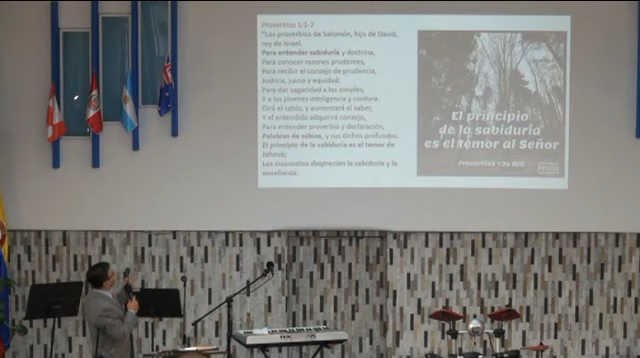 Proverbios 1:1-7
"Los proverbios de Salomón, hijo de David,
rey de Israel.
Para entender sabiduría y doctrina,
Para conocer razones prudentes,
Para recibir el consejo de prudencia,
Justicia, juicio y equidad;
Para dar sagacidad a los simples,
Y a los jóvenes inteligencia y cordura.
Oirá el sabio, y aumentará el saber,
Y el entendido adquirirá consejo,
Para entender proverbio y declaración,
Palabras de sabios, y sus dichos profundos.
El principio de la sabiduría es el temor de
Jehová;
Los insensatos desprecian la sabiduría y la
enseñanza.
El principio
de la sabiduría
es el temor al Señor
Proverbios 1:7a